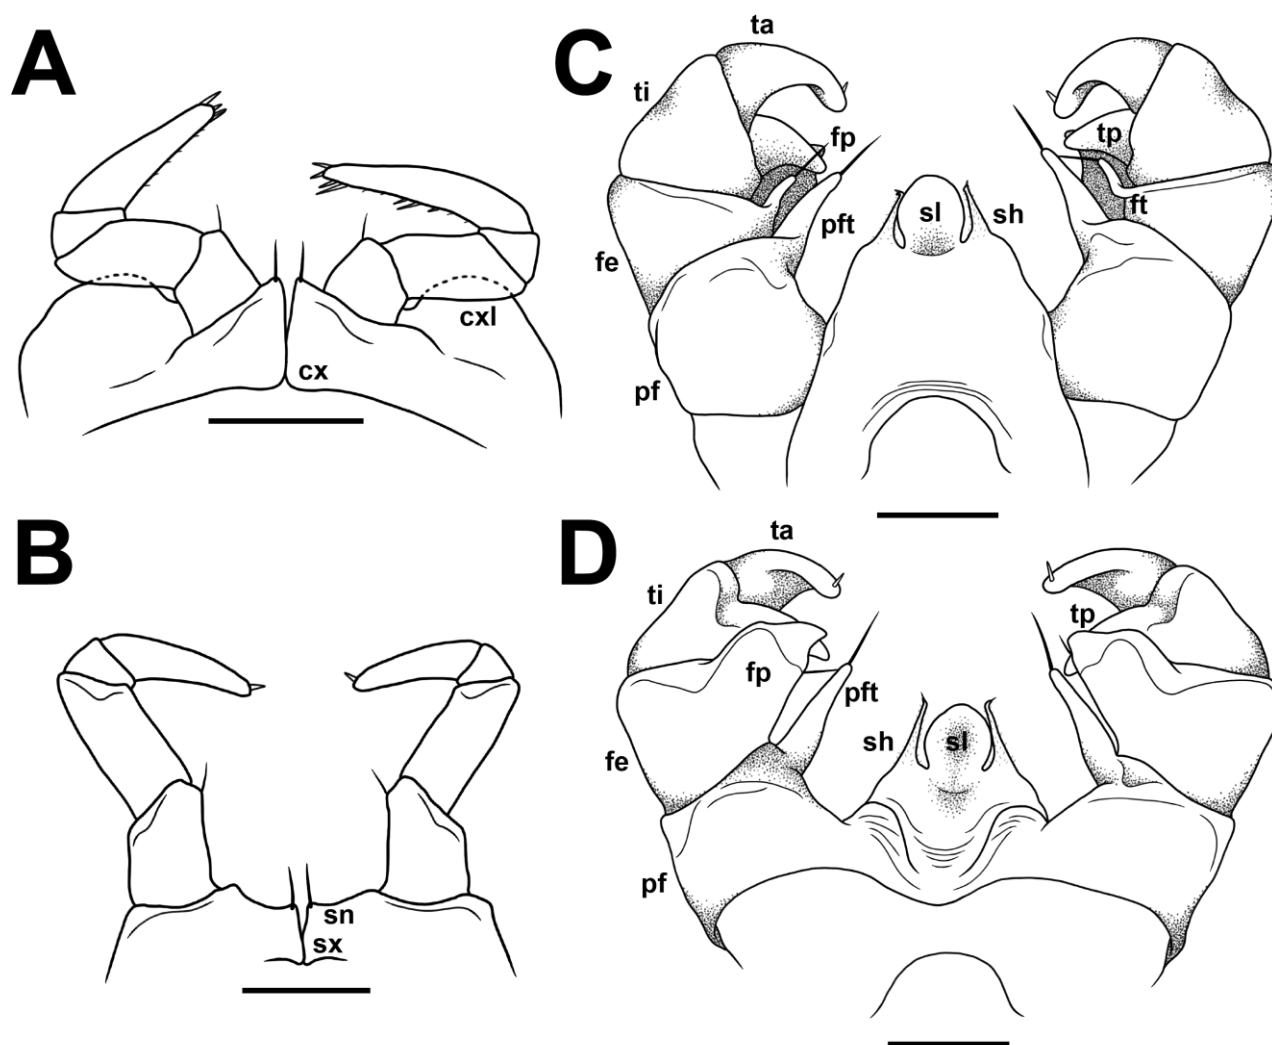 A
cxl
cx
B
sn
sx
C
ta
ti
fp
tp
sl
sh
ft
pft
fe
pf
D
ta
ti
tp
fp
pft
sh
sl
fe
pf